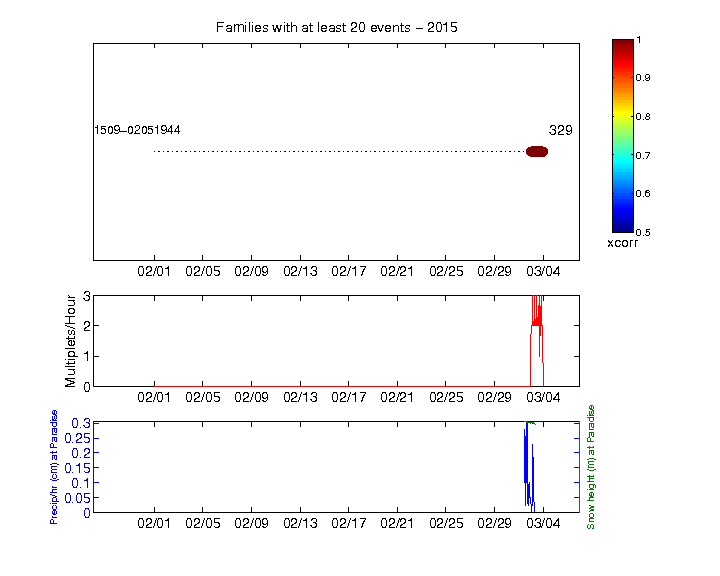 Families with at least 20 events − 2015
1509−02051944
329
02/01 02/05 02/09 02/13 02/17 02/21 02/25 02/29 03/04
1
0.9
0.8
0.7
0.6
0.5
xcorr
Multiplets/Hour
3
2
1
0
02/01 02/05 02/09 02/13 02/17 02/21 02/25 02/29 03/04
Precip/hr (cm) at Paradise
0.3
0.25
0.2
0.15
0.1
0.05
0
02/01 02/05 02/09 02/13 02/17 02/21 02/25 02/29 03/04
Snow height (m) at Paradise